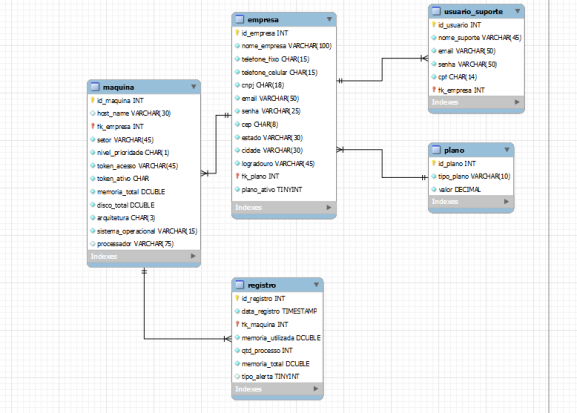 empresa
id_empresa INT
nome_empresa VARCHAR(100)
telefone_fixo CHAR(15)
telefone_celular CHAR(15)
cnpj CHAR(18)
email VARCHAR(50)
senha VARCHAR(25)
cep CHAR(8)
estado VARCHAR(30)
cidade VARCHAR(30)
logradouro VARCHAR(45)
fk_plano INT
plano_ativo TINYINT
Indexes
usuario_suporte
id_usuario INT
nome_suporte VARCHAR(45)
email VARCHAR(50)
senha VARCHAR(50)
cpf CHAR(14)
fk_empresa INT
Indexes
maquina
id_maquina INT
host_name VARCHAR(30)
fk_empresa INT
setor VARCHAR(45)
nivel_prioridade CHAR(1)
token_acesso VARCHAR(45)
token_ativo CHAR
memoria_total DOUBLE
disco_total DOUBLE
arquitetura CHAR(3)
sistema_operacional VARCHAR(15)
processador VARCHAR(75)
Indexes
plano
id_plano INT
tipo_plano VARCHAR(10)
valor DECIMAL
Indexes
registro
id_registro INT
data_registro TIMESTAMP
fk_maquina INT
memoria_utilizada DOUBLE
qtd_processo INT
memoria_total DOUBLE
tipo_alerta TINYINT
Indexes